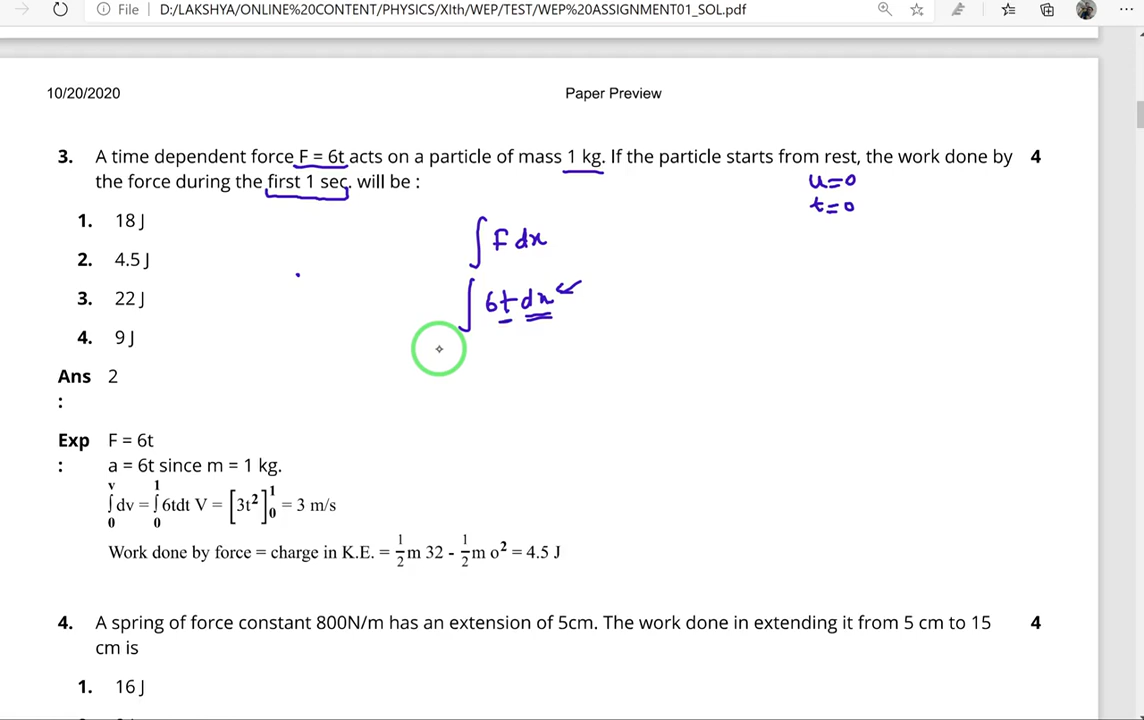 File D:/LAKSHYA/ONLINE%20CONTENT/PHYSICS/XIth/WEP/TEST/WEP%20ASSIGNMENT01_SOL.pdf
10/20/2020 Paper Preview
3. A time dependent force F = 6t acts on a particle of mass 1 kg. If the particle starts from rest, the work done by 4
the force during the first 1 sec. will be :
u=0
t=0
1. 18 J
∫ F dx
2. 4.5 J
3. 22 J
∫ 6t dx
4. 9 J
Ans 2
:
Exp F = 6t
: a = 6t since m = 1 kg.
∫₀ᵛ dv = ∫₀¹ 6tdt V = [3t²]₀¹ = 3 m/s
Work done by force = charge in K.E. = 1/2 m 32 - 1/2 m o² = 4.5 J
4. A spring of force constant 800N/m has an extension of 5cm. The work done in extending it from 5 cm to 15 4
cm is
1. 16 J